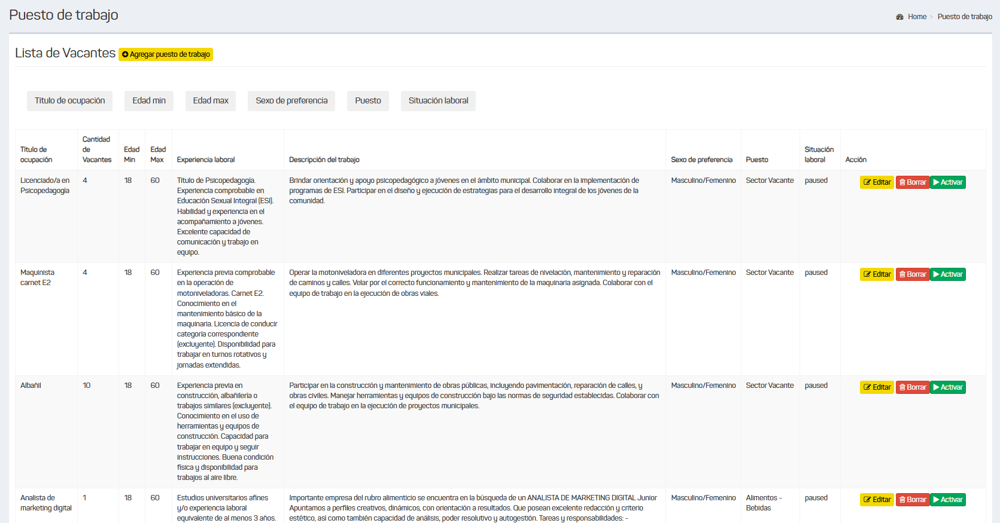 Puesto de trabajo
Home > Puesto de trabajo
Lista de Vacantes Agregar puesto de trabajo
Título de ocupación Edad min Edad max Sexo de preferencia Puesto Situación laboral
Título de
ocupación
Cantidad
de
Vacantes
Edad
Min
Edad
Max
Experiencia laboral
Descripción del trabajo
Sexo de preferencia
Puesto
Situación
laboral
Acción
Licenciado/a en
Psicopedagogía
4
18
60
Título de Psicopedagogía.
Experiencia comprobable en
Educación Sexual Integral (ESI).
Habilidad y experiencia en el
acompañamiento a jóvenes.
Excelente capacidad de
comunicación y trabajo en
equipo.
Brindar orientación y apoyo psicopedagógico a jóvenes en el ámbito municipal. Colaborar en la implementación de
programas de ESI. Participar en el diseño y ejecución de estrategias para el desarrollo integral de los jóvenes de la
comunidad.
Masculino/Femenino
Sector Vacante
paused
Editar Borrar Activar
Maquinista
carnet E2
4
18
60
Experiencia previa comprobable
en la operación de
motoniveladoras. Carnet E2.
Conocimiento en el
mantenimiento básico de la
maquinaria. Licencia de conducir
categoría correspondiente
(excluyente). Disponibilidad para
trabajar en turnos rotativos y
jornadas extendidas.
Operar la motoniveladora en diferentes proyectos municipales. Realizar tareas de nivelación, mantenimiento y reparación
de caminos y calles. Velar por el correcto funcionamiento y mantenimiento de la maquinaria asignada. Colaborar con el
equipo de trabajo en la ejecución de obras viales.
Masculino/Femenino
Sector Vacante
paused
Editar Borrar Activar
Albañil
10
18
60
Experiencia previa en
construcción, albañilería o
trabajos similares (excluyente).
Conocimiento en el uso de
herramientas y equipos de
construcción. Capacidad para
trabajar en equipo y seguir
instrucciones. Buena condición
física y disponibilidad para
trabajos al aire libre.
Participar en la construcción y mantenimiento de obras públicas, incluyendo pavimentación, reparación de calles, y
obras civiles. Manejar herramientas y equipos de construcción bajo las normas de seguridad establecidas. Colaborar con
el equipo de trabajo en la ejecución de proyectos municipales.
Masculino/Femenino
Sector Vacante
paused
Editar Borrar Activar
Analista de
marketing digital
1
18
60
Estudios universitarios afines
y/o experiencia laboral
equivalente de al menos 3 años.
Importante empresa del rubro alimenticio se encuentra en la búsqueda de un ANALISTA DE MARKETING DIGITAL Junior
Apuntamos a perfiles creativos, dinámicos, con orientación a resultados. Que posean excelente redacción y criterio
estético, así como también capacidad de análisis, poder resolutivo y autogestión. Tareas y responsabilidades: -
Masculino/Femenino
Alimentos -
Bebidas
paused
Editar Borrar Activar